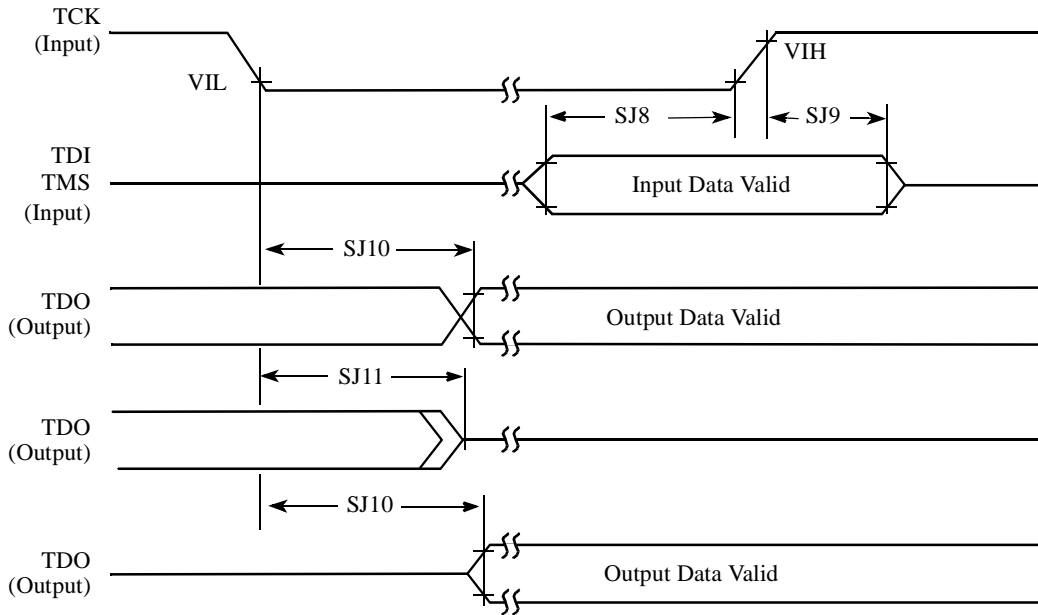 TCK
(Input)
VIL
VIH
SJ8
SJ9
TDI
TMS
(Input)
Input Data Valid
SJ10
TDO
(Output)
Output Data Valid
SJ11
TDO
(Output)
SJ10
TDO
(Output)
Output Data Valid